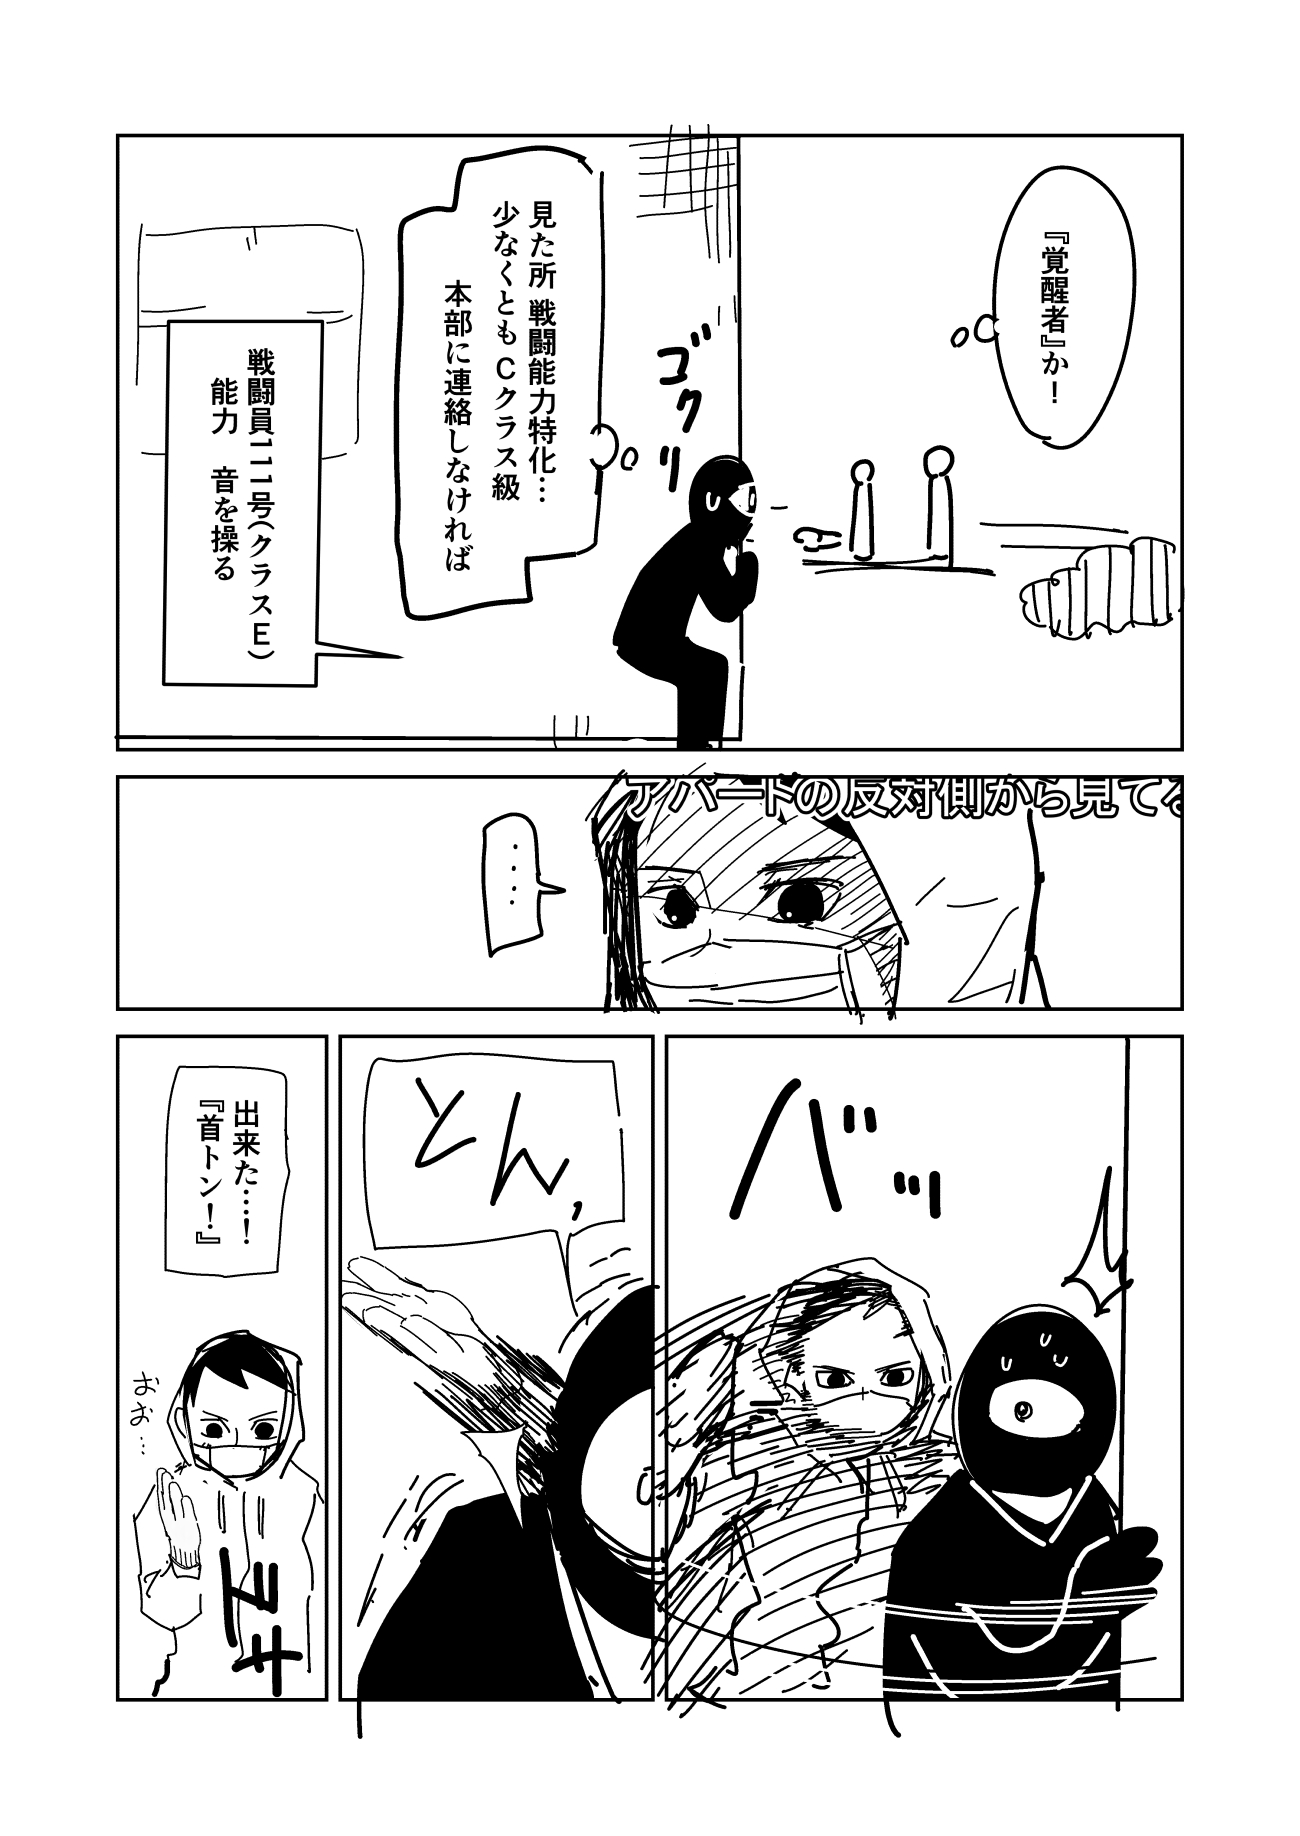 『覚醒者』か！
見た所 戦闘能力特化…
少なくともCクラス級
本部に連絡しなければ
ゴクリ
戦闘員111号(クラスE)
能力　音を操る
アパートの反対側から見てる
‥‥
バッ
とん，
出来た…！
『首トン！』
おお…
ドサ